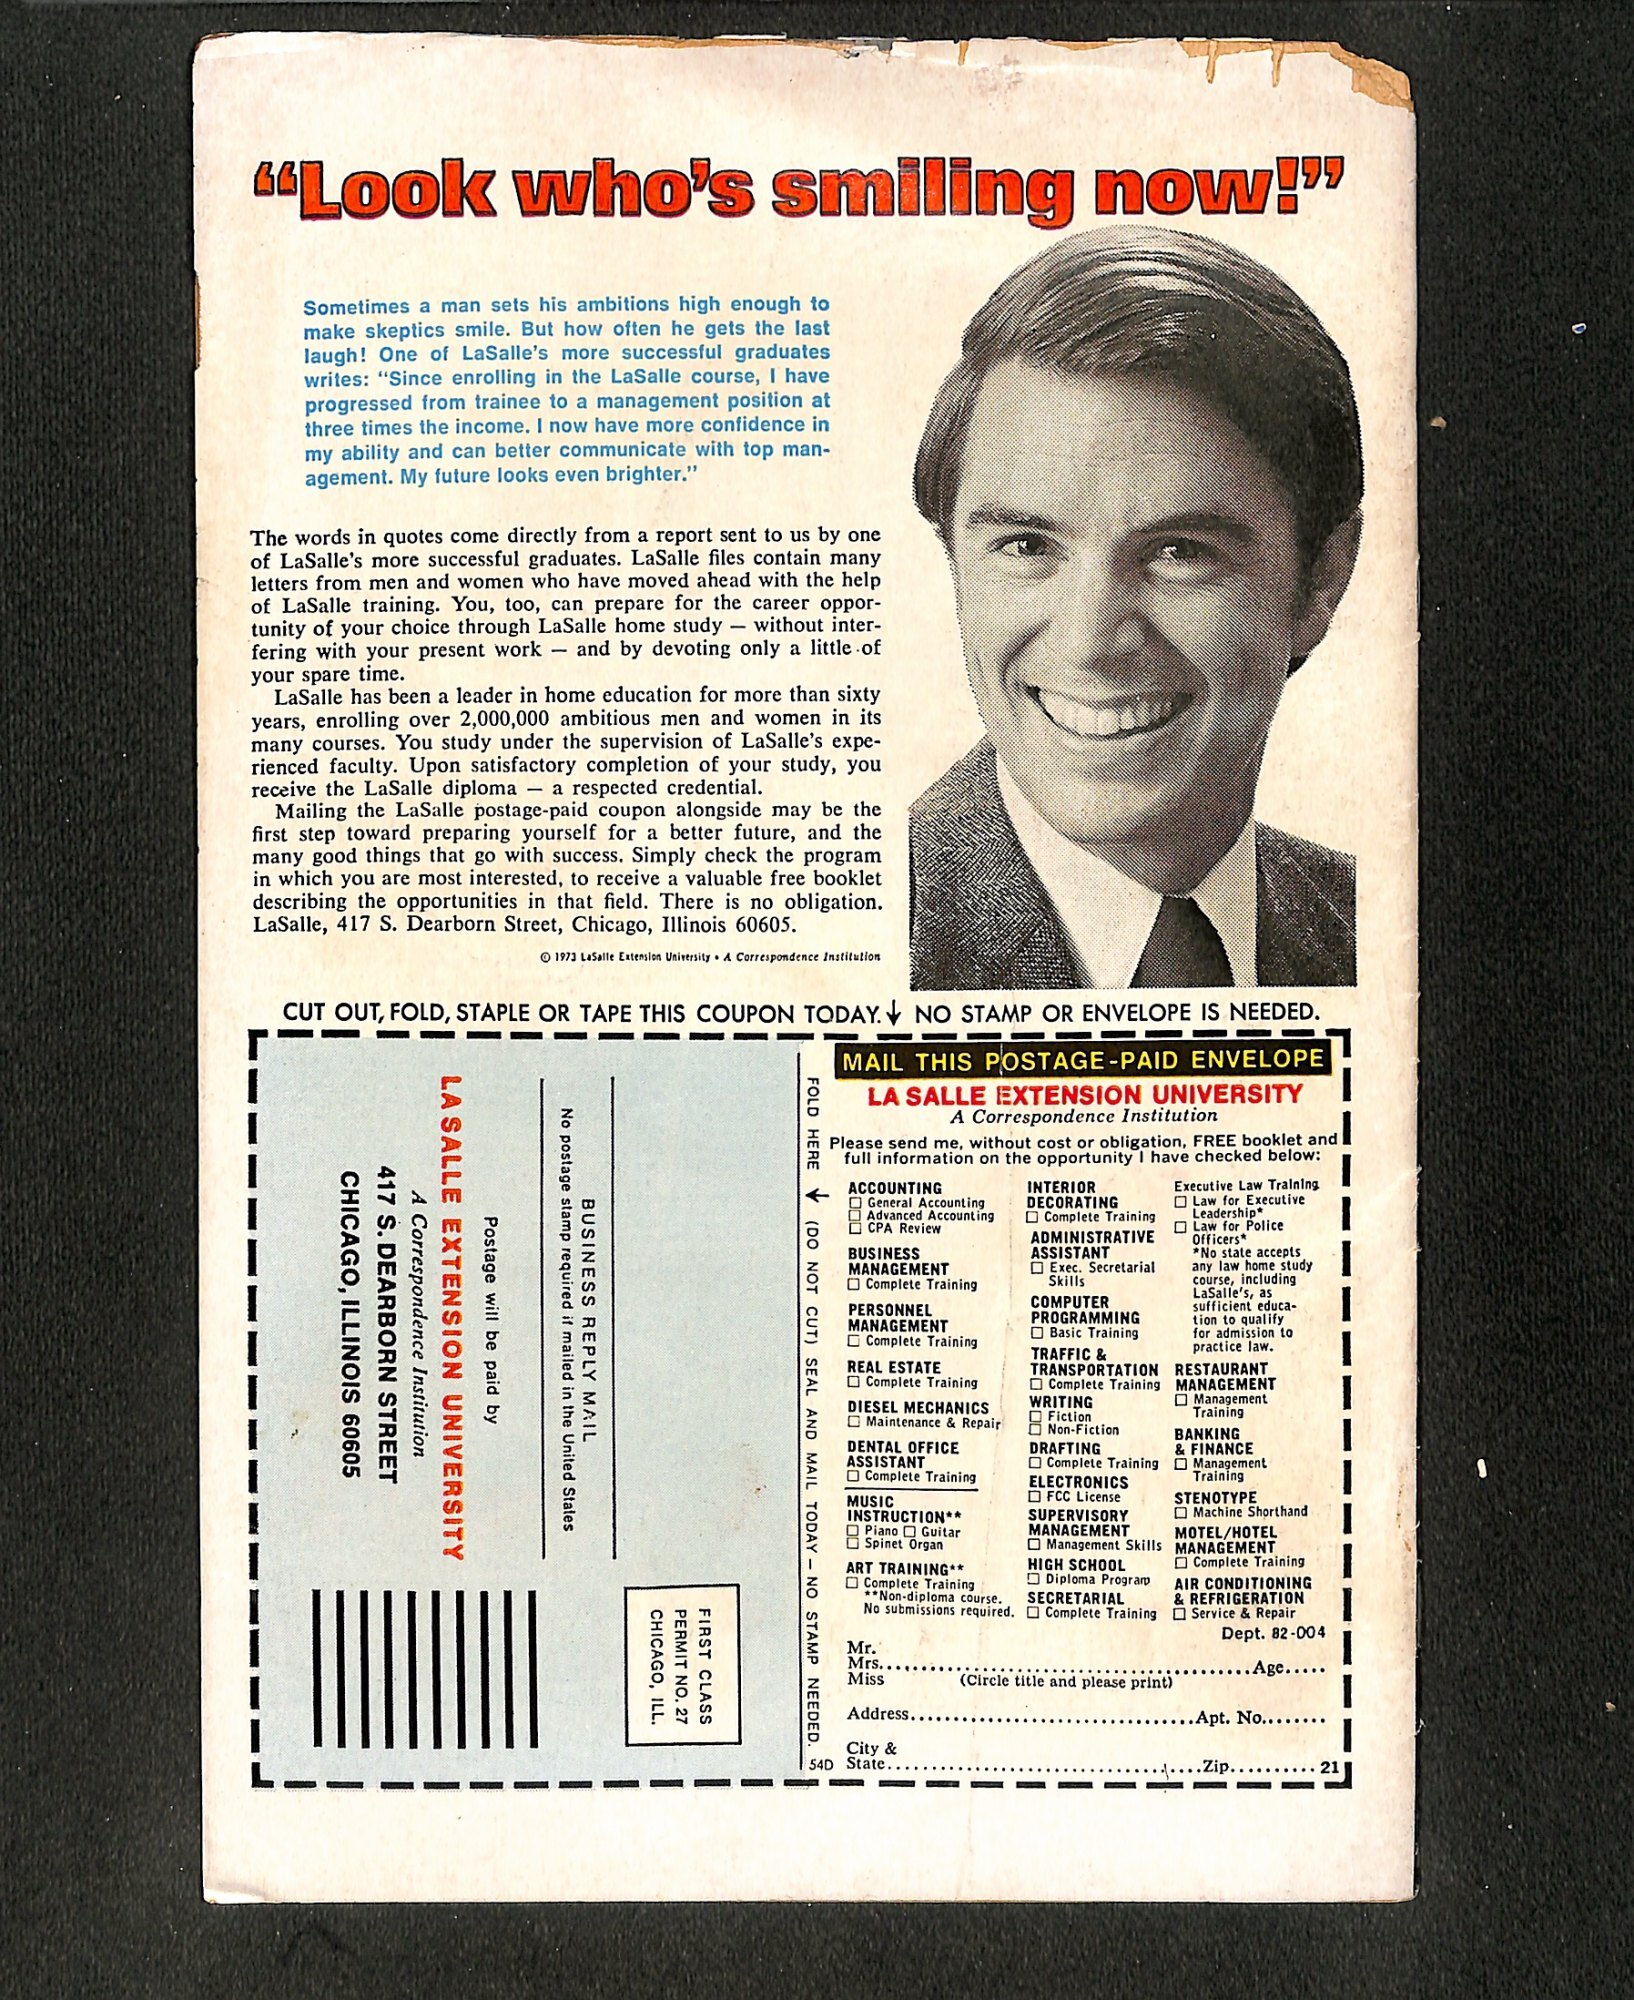 “Look who’s smiling now!”
Sometimes a man sets his ambitions high enough to
make skeptics smile. But how often he gets the last
laugh! One of LaSalle’s more successful graduates
writes: “Since enrolling in the LaSalle course, I have
progressed from trainee to a management position at
three times the income. I now have more confidence in
my ability and can better communicate with top man-
agement. My future looks even brighter.”
The words in quotes come directly from a report sent to us by one
of LaSalle’s more successful graduates. LaSalle files contain many
letters from men and women who have moved ahead with the help
of LaSalle training. You, too, can prepare for the career oppor-
tunity of your choice through LaSalle home study — without inter-
fering with your present work — and by devoting only a little of
your spare time.
LaSalle has been a leader in home education for more than sixty
years, enrolling over 2,000,000 ambitious men and women in its
many courses. You study under the supervision of LaSalle’s expe-
rienced faculty. Upon satisfactory completion of your study, you
receive the LaSalle diploma — a respected credential.
Mailing the LaSalle postage-paid coupon alongside may be the
first step toward preparing yourself for a better future, and the
many good things that go with success. Simply check the program
in which you are most interested, to receive a valuable free booklet
describing the opportunities in that field. There is no obligation.
LaSalle, 417 S. Dearborn Street, Chicago, Illinois 60605.
© 1973 LaSalle Extension University • A Correspondence Institution
CUT OUT, FOLD, STAPLE OR TAPE THIS COUPON TODAY. ↓ NO STAMP OR ENVELOPE IS NEEDED.
FIRST CLASS
PERMIT NO. 27
CHICAGO, ILL.
BUSINESS REPLY MAIL
No postage stamp required if mailed in the United States
Postage will be paid by
LA SALLE EXTENSION UNIVERSITY
A Correspondence Institution
417 S. DEARBORN STREET
CHICAGO, ILLINOIS 60605
FOLD HERE ↓ (DO NOT CUT) SEAL AND MAIL TODAY — NO STAMP NEEDED.
54D
MAIL THIS POSTAGE-PAID ENVELOPE
LA SALLE EXTENSION UNIVERSITY
A Correspondence Institution
Please send me, without cost or obligation, FREE booklet and
full information on the opportunity I have checked below:
ACCOUNTING
☐ General Accounting
☐ Advanced Accounting
☐ CPA Review
BUSINESS
MANAGEMENT
☐ Complete Training
PERSONNEL
MANAGEMENT
☐ Complete Training
REAL ESTATE
☐ Complete Training
DIESEL MECHANICS
☐ Maintenance & Repair
DENTAL OFFICE
ASSISTANT
☐ Complete Training
MUSIC
INSTRUCTION**
☐ Piano ☐ Guitar
☐ Spinet Organ
ART TRAINING**
☐ Complete Training
**Non-diploma course.
No submissions required.
INTERIOR
DECORATING
☐ Complete Training
ADMINISTRATIVE
ASSISTANT
☐ Exec. Secretarial
Skills
COMPUTER
PROGRAMMING
☐ Basic Training
TRAFFIC &
TRANSPORTATION
☐ Complete Training
WRITING
☐ Fiction
☐ Non-Fiction
DRAFTING
☐ Complete Training
ELECTRONICS
☐ FCC License
SUPERVISORY
MANAGEMENT
☐ Management Skills
HIGH SCHOOL
☐ Diploma Program
SECRETARIAL
☐ Complete Training
Executive Law Training
☐ Law for Executive
Leadership*
☐ Law for Police
Officers*
*No state accepts
any law home study
course, including
LaSalle’s, as
sufficient educa-
tion to qualify
for admission to
practice law.
RESTAURANT
MANAGEMENT
☐ Management
Training
BANKING
& FINANCE
☐ Management
Training
STENOTYPE
☐ Machine Shorthand
MOTEL/HOTEL
MANAGEMENT
☐ Complete Training
AIR CONDITIONING
& REFRIGERATION
☐ Service & Repair
Dept. 82-004
Mr.
Mrs. Age
Miss (Circle title and please print)
Address Apt. No.
City &
State Zip 21